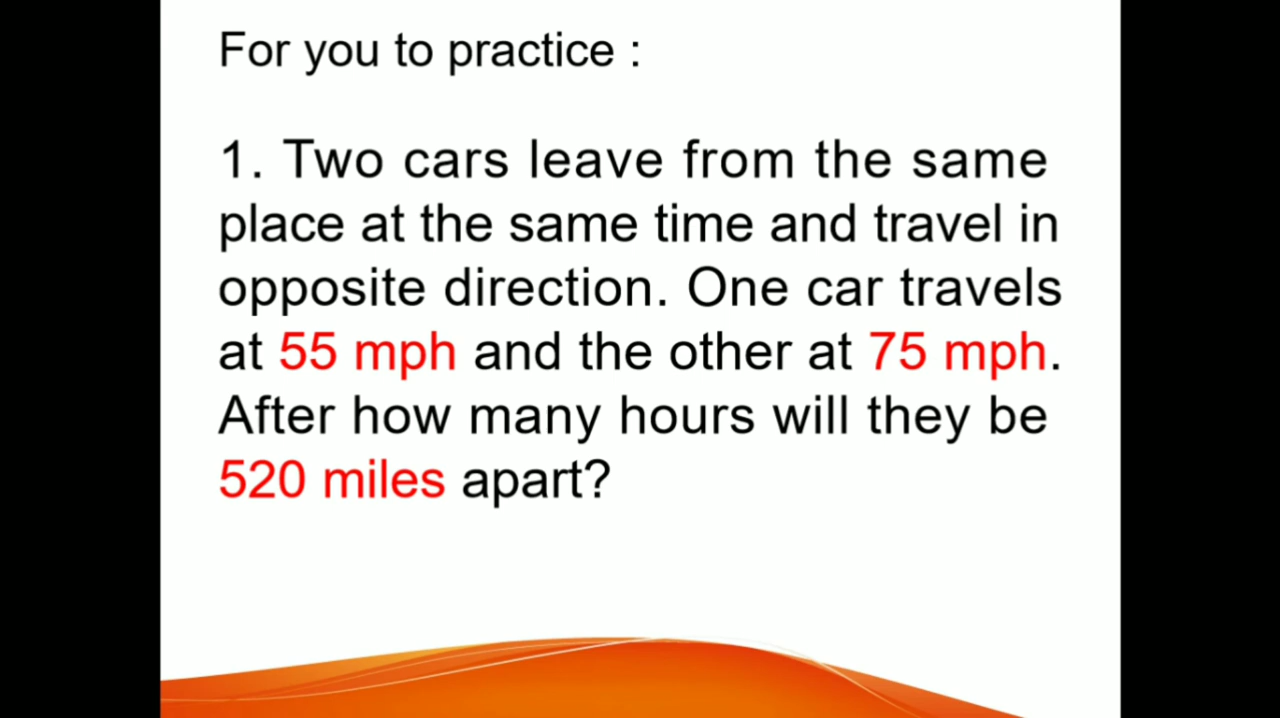 For you to practice :
1. Two cars leave from the same
place at the same time and travel in
opposite direction. One car travels
at 55 mph and the other at 75 mph.
After how many hours will they be
520 miles apart?